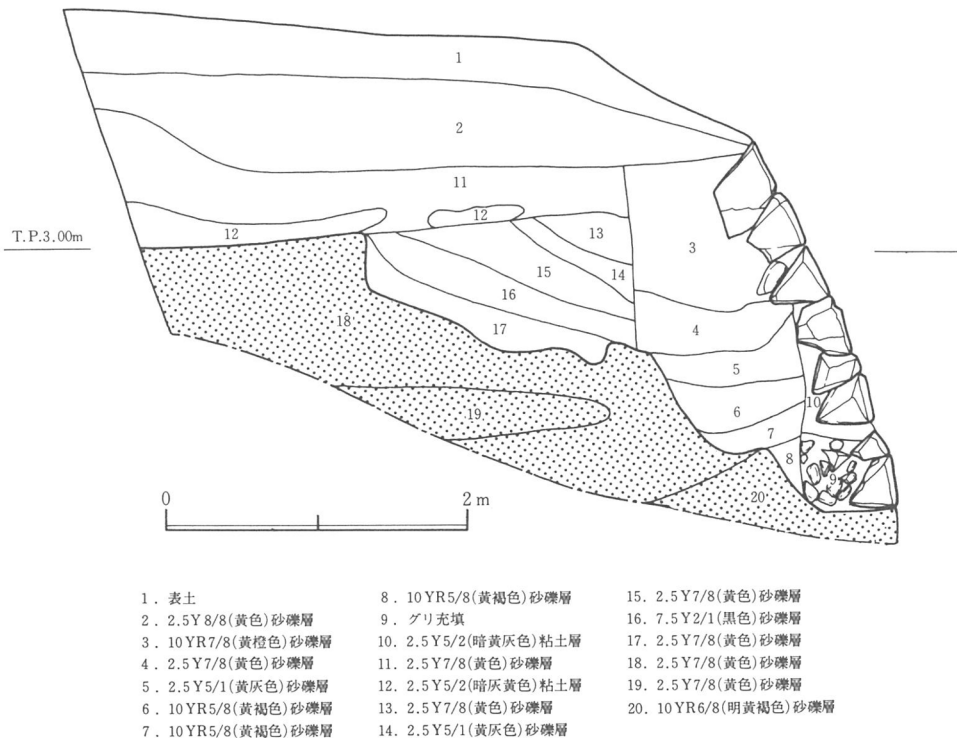 1
2
11
12
12
T.P.3.00m
13
3
15
14
16
18
17
4
5
19
6
10
7
8
9
20
0 2 m
1. 表土
2. 2.5Y8/8(黄色)砂礫層
3. 10YR7/8(黄橙色)砂礫層
4. 2.5Y7/8(黄色)砂礫層
5. 2.5Y5/1(黄灰色)砂礫層
6. 10YR5/8(黄褐色)砂礫層
7. 10YR5/8(黄褐色)砂礫層
8. 10YR5/8(黄褐色)砂礫層
9. グリ充填
10. 2.5Y5/2(暗黄灰色)粘土層
11. 2.5Y7/8(黄色)砂礫層
12. 2.5Y5/2(暗灰黄色)粘土層
13. 2.5Y7/8(黄色)砂礫層
14. 2.5Y5/1(黄灰色)砂礫層
15. 2.5Y7/8(黄色)砂礫層
16. 7.5Y2/1(黒色)砂礫層
17. 2.5Y7/8(黄色)砂礫層
18. 2.5Y7/8(黄色)砂礫層
19. 2.5Y7/8(黄色)砂礫層
20. 10YR6/8(明黄褐色)砂礫層